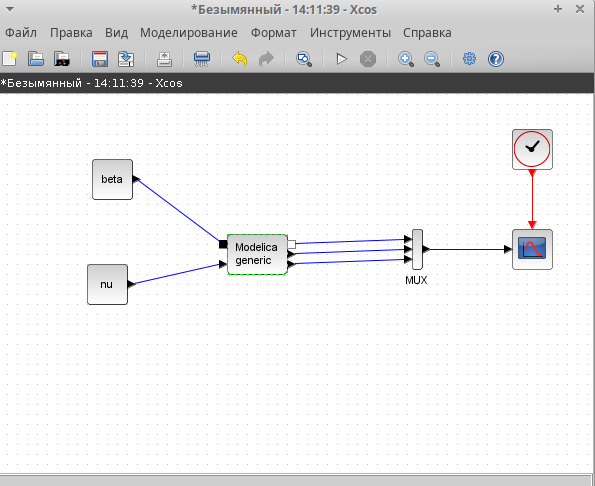 *Безымянный - 14:11:39 - Xcos
Файл Правка Вид Моделирование Формат Инструменты Справка
*Безымянный - 14:11:39 - Xcos
beta
Modelica
generic
nu
MUX